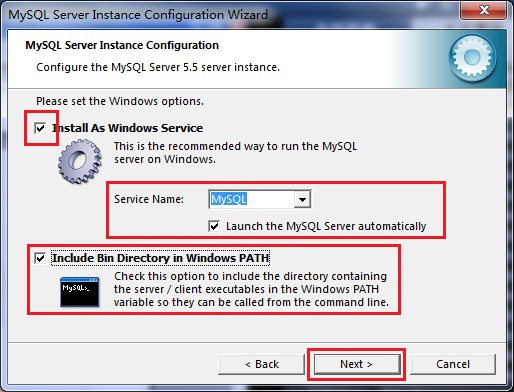 MySQL Server Instance Configuration Wizard
MySQL Server Instance Configuration
Configure the MySQL Server 5.5 server instance.
Please set the Windows options.
Install As Windows Service
This is the recommended way to run the MySQL
server on Windows.
Service Name:
MySQL
Launch the MySQL Server automatically
Include Bin Directory in Windows PATH
MySQL>_
Check this option to include the directory containing
the server / client executables in the Windows PATH
variable so they can be called from the command line.
< Back
Next >
Cancel